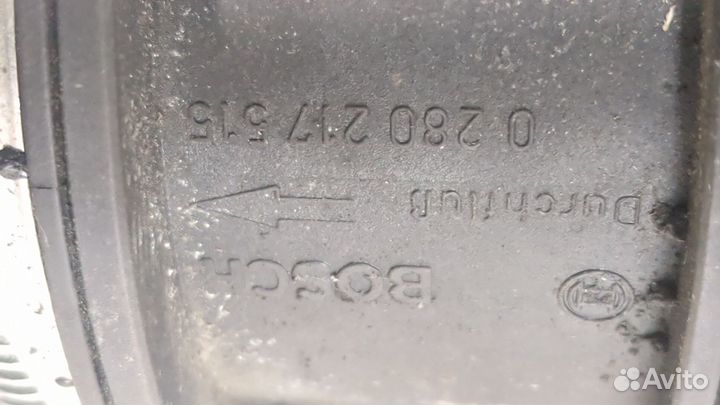 BOSCH
Durchfluß
0 280 217 515
Avito